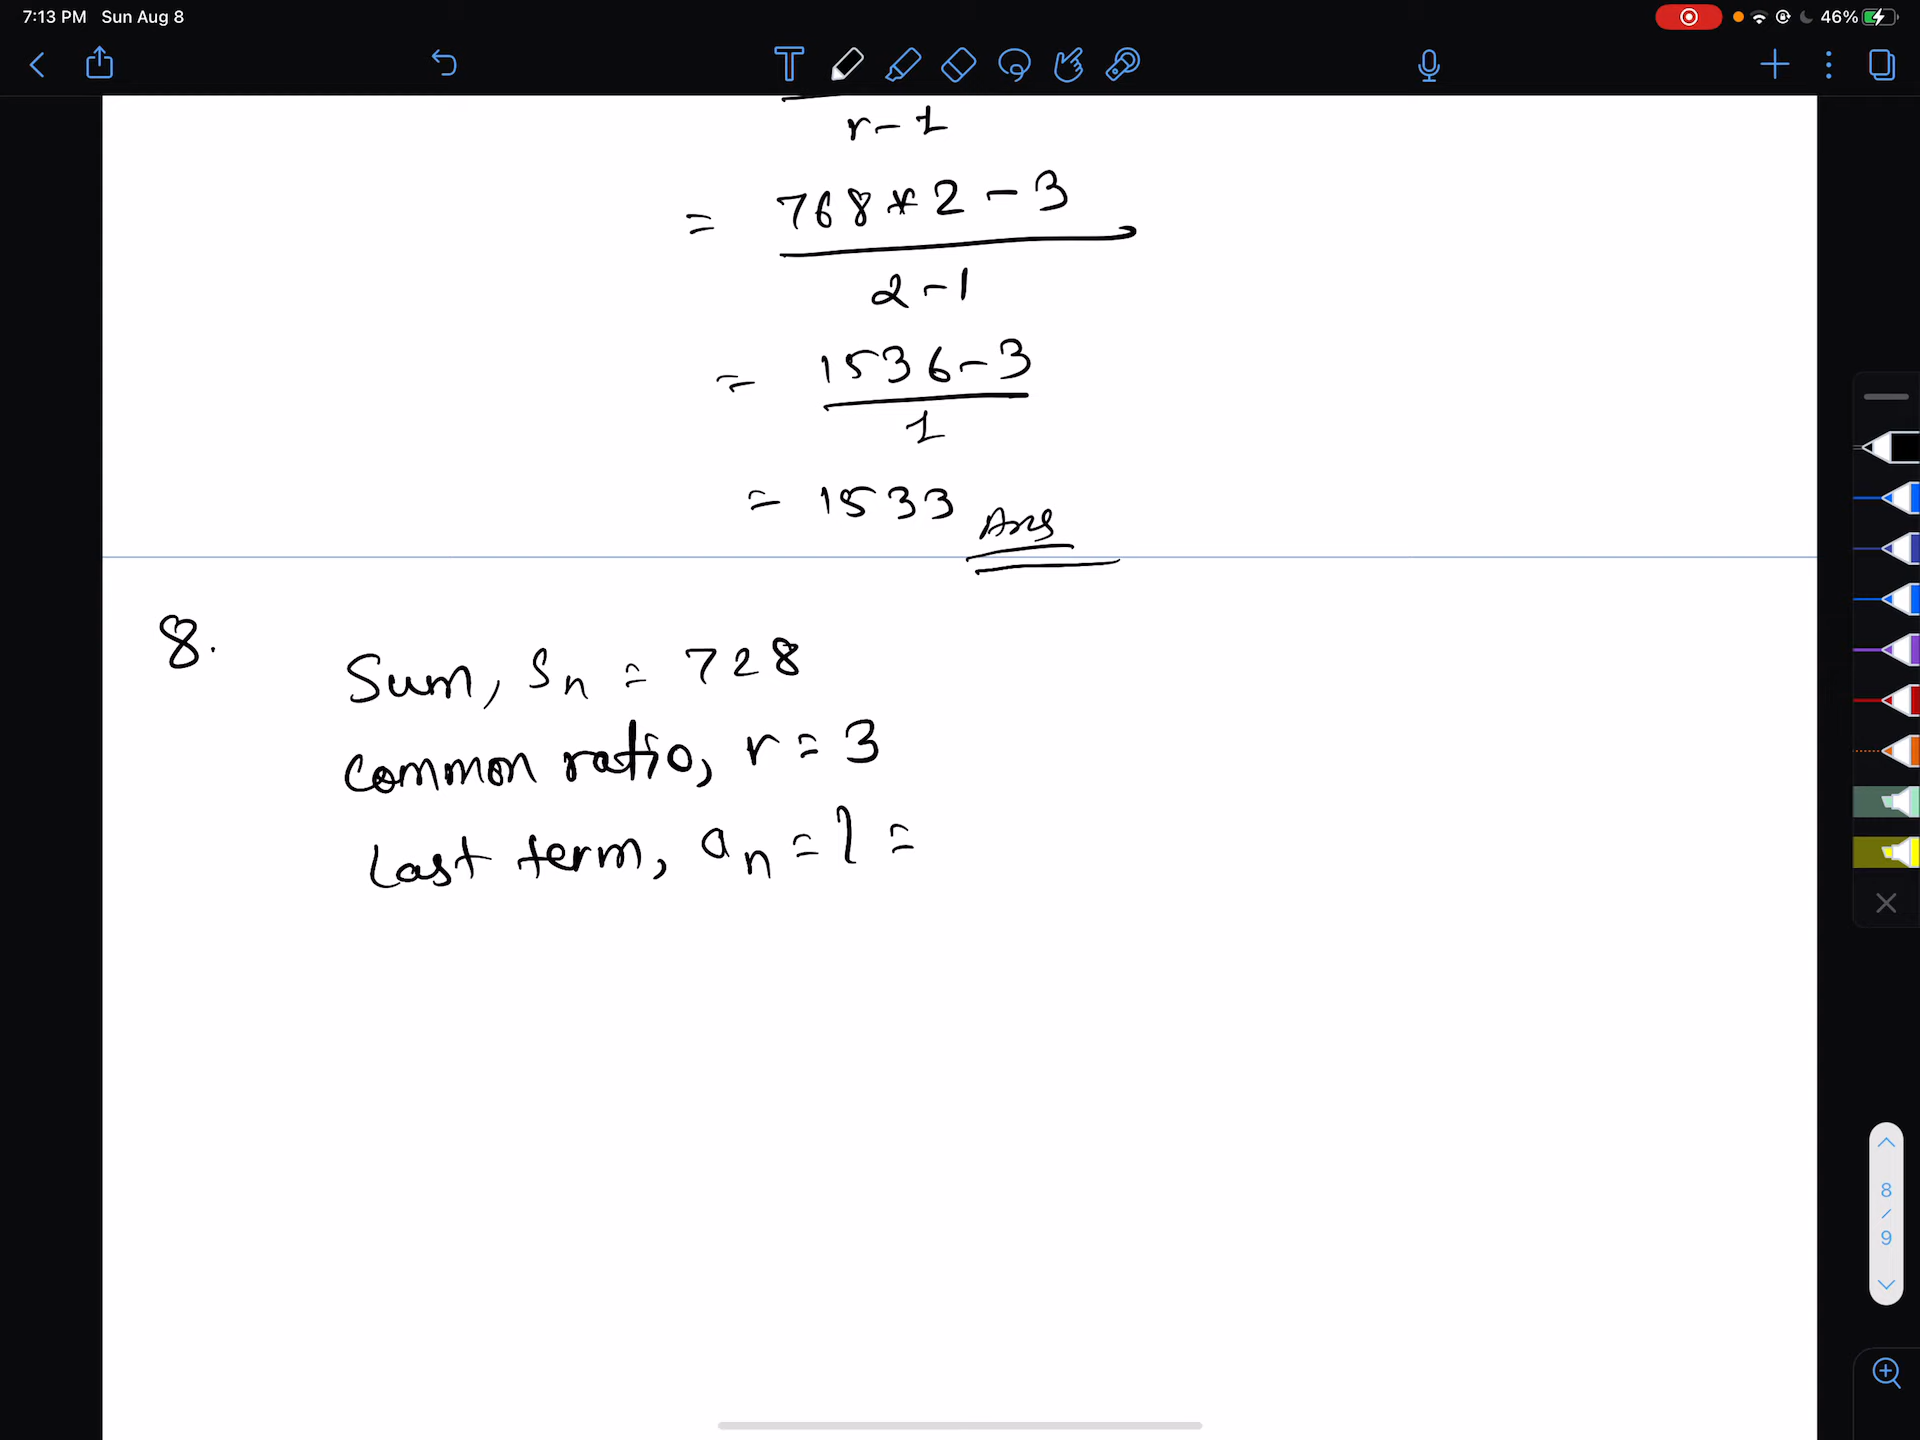 7:13 PM Sun Aug 8
46%
r-1
= 768*2-3
2-1
= 1536-3
1
= 1533 Ans
8.
Sum, Sn = 728
common ratio, r = 3
Last term, an = l =
8
/
9